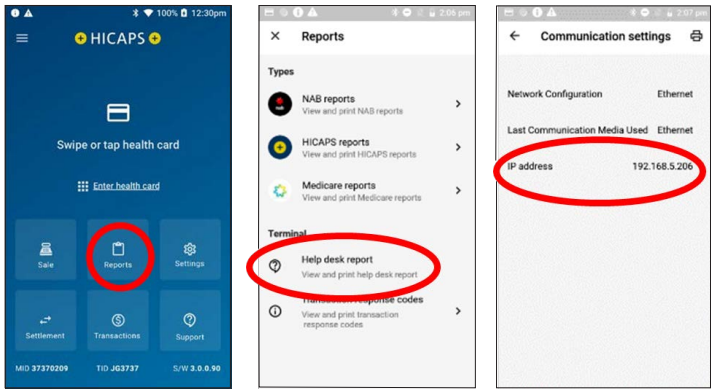 100% 12:30pm
HICAPS
Swipe or tap health card
Enter health card
Sale
Reports
Settings
Settlement
Transactions
Support
MID 37370209
TID JG3737
S/W 3.0.0.90
2:06 pm
Reports
Types
NAB reports
View and print NAB reports
HICAPS reports
View and print HICAPS reports
Medicare reports
View and print Medicare reports
Terminal
Help desk report
View and print help desk report
Transaction response codes
View and print transaction
response codes
2:07 pm
Communication settings
Network Configuration Ethernet
Last Communication Media Used Ethernet
IP address 192.168.5.206